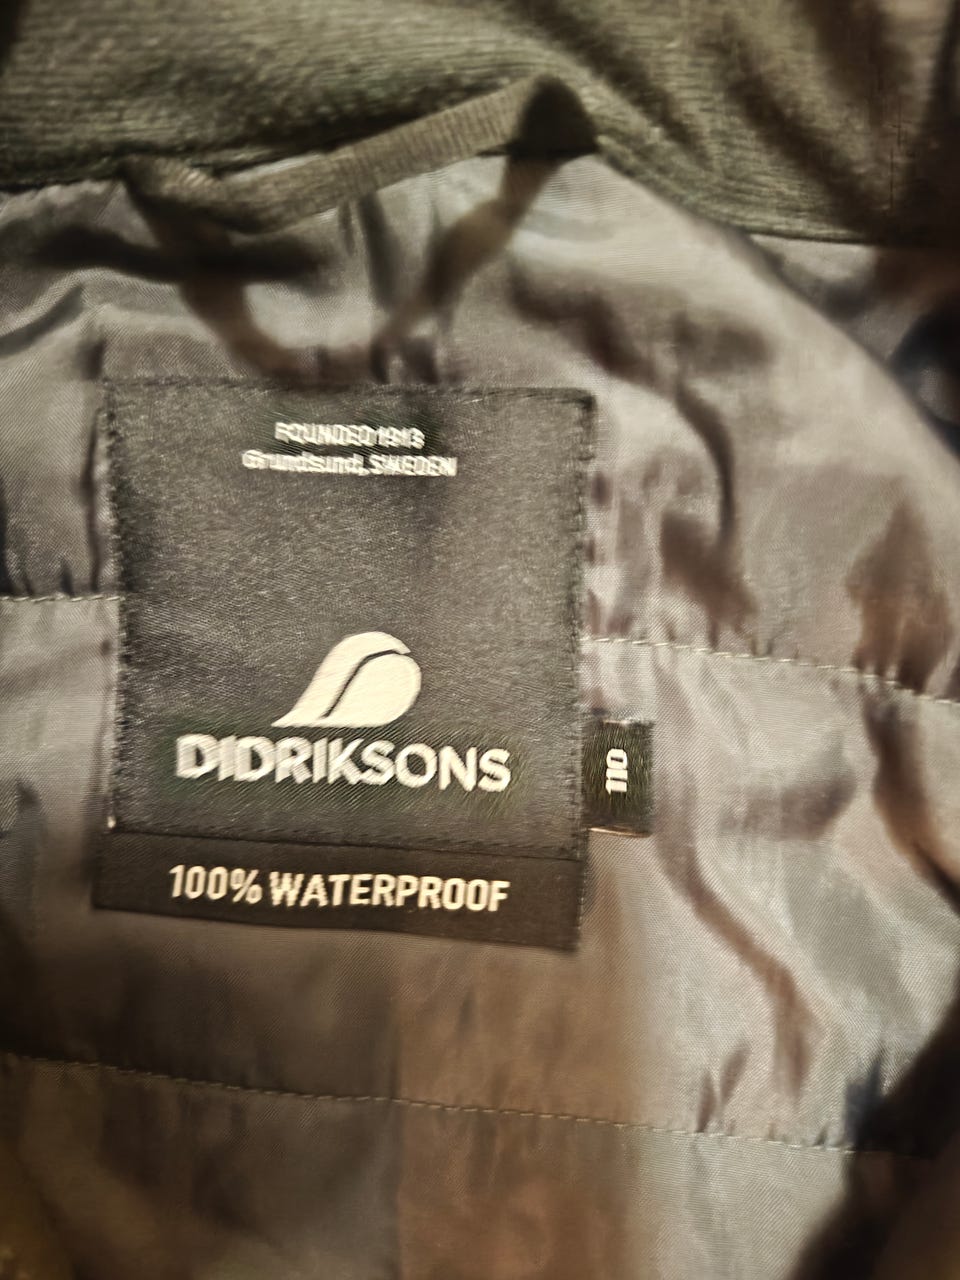 FOUNDED 1913
Grundsund, SWEDEN
DIDRIKSONS
110
100% WATERPROOF